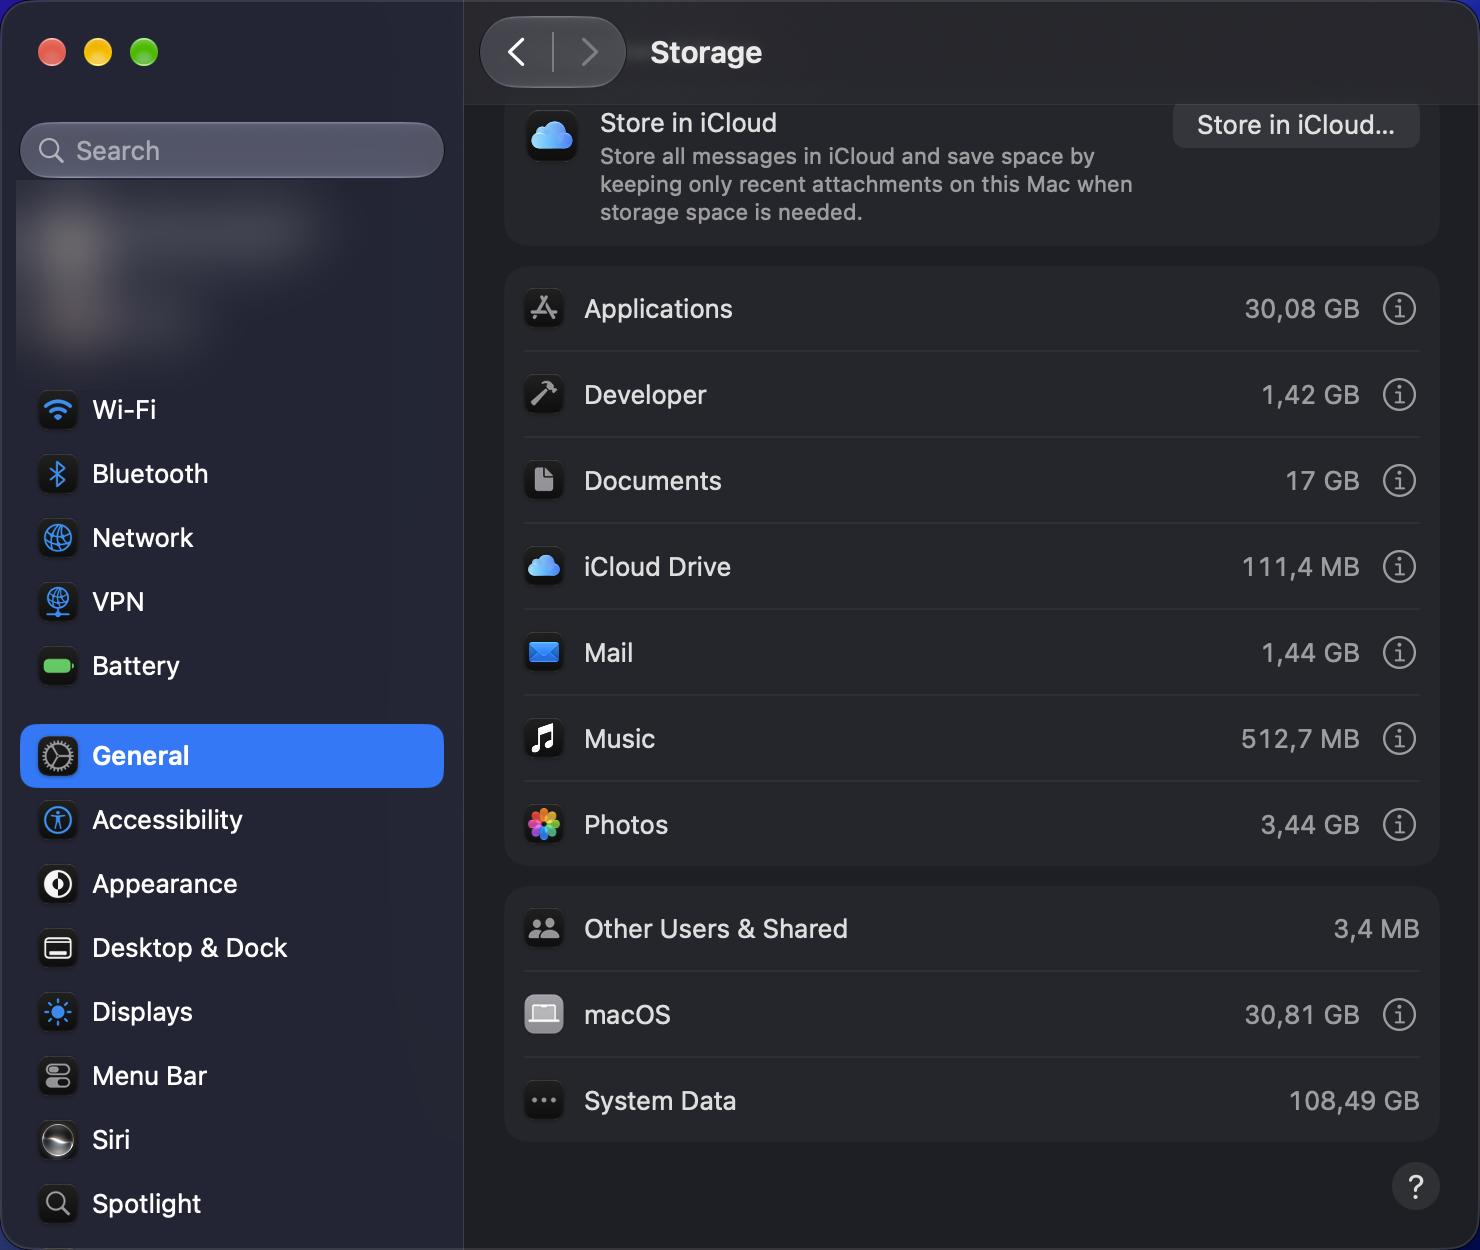 Storage
Search
Wi-Fi
Bluetooth
Network
VPN
Battery
General
Accessibility
Appearance
Desktop & Dock
Displays
Menu Bar
Siri
Spotlight
Store in iCloud
Store in iCloud...
Store all messages in iCloud and save space by
keeping only recent attachments on this Mac when
storage space is needed.
Applications 30,08 GB
Developer 1,42 GB
Documents 17 GB
iCloud Drive 111,4 MB
Mail 1,44 GB
Music 512,7 MB
Photos 3,44 GB
Other Users & Shared 3,4 MB
macOS 30,81 GB
System Data 108,49 GB
?